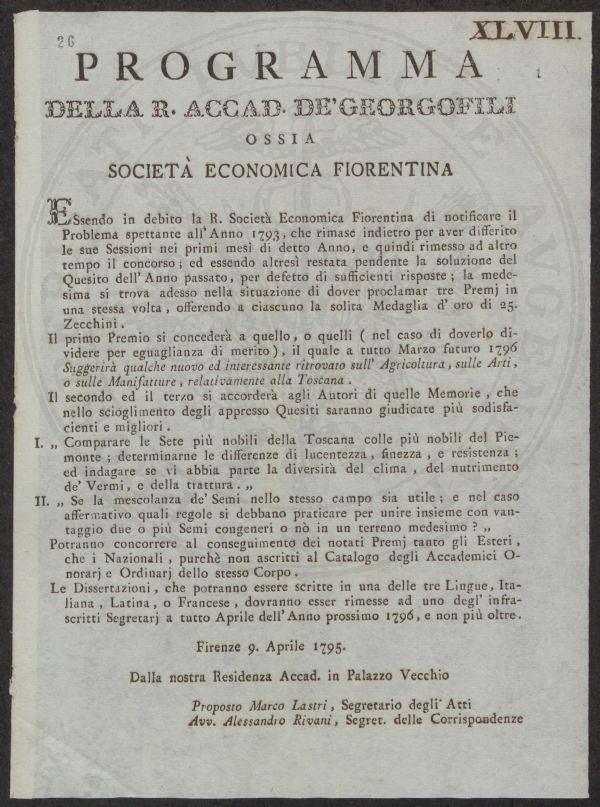 XLVIII.
26
PROGRAMMA
1
DELLA R. ACCAD. DE' GEORGOFILI
OSSIA
SOCIETÀ ECONOMICA FIORENTINA
ESsendo in debito la R. Società Economica Fiorentina di notificare il
Problema spettante all' Anno 1793, che rimase indietro per aver differito
le sue Sessioni nei primi mesi di detto Anno, e quindi rimesso ad altro
tempo il concorso; ed essendo altresì restata pendente la soluzione del
Quesito dell' Anno passato, per defetto di sufficienti risposte; la mede-
sima si trova adesso nella situazione di dover proclamar tre Premj in
una stessa volta, offerendo a ciascuno la solita Medaglia d' oro di 25.
Zecchini.
Il primo Premio si concederà a quello, o quelli ( nel caso di doverlo di-
videre per eguaglianza di merito ), il quale a tutto Marzo futuro 1796
Suggerirà qualche nuovo ed interessante ritrovato sull' Agricoltura, sulle Arti,
o sulle Manifatture, relativamente alla Toscana.
Il secondo ed il terzo si accorderà agli Autori di quelle Memorie, che
nello scioglimento degli appresso Quesiti saranno giudicate più sodisfa-
cienti e migliori.
I. „ Comparare le Sete più nobili della Toscana colle più nobili del Pie-
monte; determinarne le differenze di lucentezza, finezza, e resistenza;
ed indagare se vi abbia parte la diversità del clima, del nutrimento
de' Vermi, e della trattura. „
II. „ Se la mescolanza de' Semi nello stesso campo sia utile; e nel caso
affermativo quali regole si debbano praticare per unire insieme con van-
taggio due o più Semi congeneri o nò in un terreno medesimo? „
Potranno concorrere al conseguimento dei notati Premj tanto gli Esteri,
che i Nazionali, purchè non ascritti al Catalogo degli Accademici O-
norarj e Ordinarj dello stesso Corpo.
Le Dissertazioni, che potranno essere scritte in una delle tre Lingue, Ita-
liana, Latina, o Francese, dovranno esser rimesse ad uno degl' infra-
scritti Segretarj a tutto Aprile dell' Anno prossimo 1796, e non più oltre.
Firenze 9. Aprile 1795.
Dalla nostra Residenza Accad. in Palazzo Vecchio
Proposto Marco Lastri, Segretario degli Atti
Avv. Alessandro Rivani, Segret. delle Corrispondenze